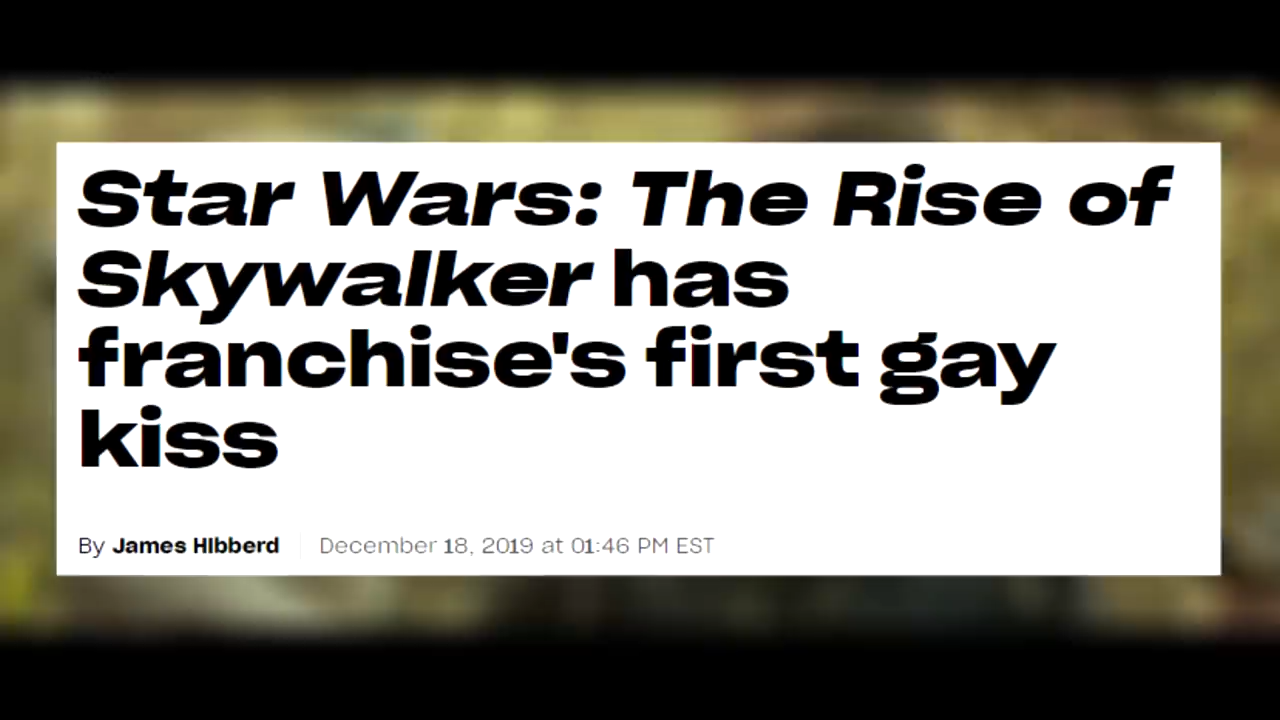 Star Wars: The Rise of
Skywalker has
franchise's first gay
kiss
By James HIbberd December 18, 2019 at 01:46 PM EST